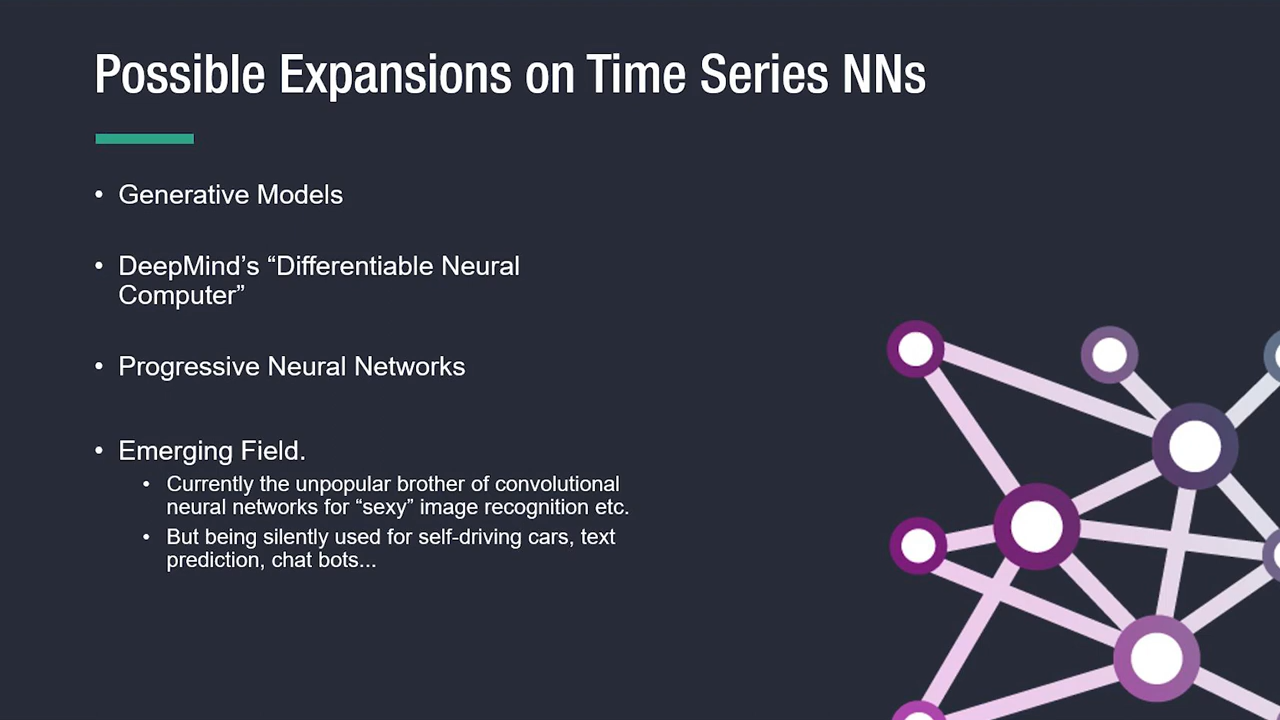 Possible Expansions on Time Series NNs
• Generative Models
• DeepMind’s “Differentiable Neural
Computer”
• Progressive Neural Networks
• Emerging Field.
• Currently the unpopular brother of convolutional
neural networks for “sexy” image recognition etc.
• But being silently used for self-driving cars, text
prediction, chat bots...